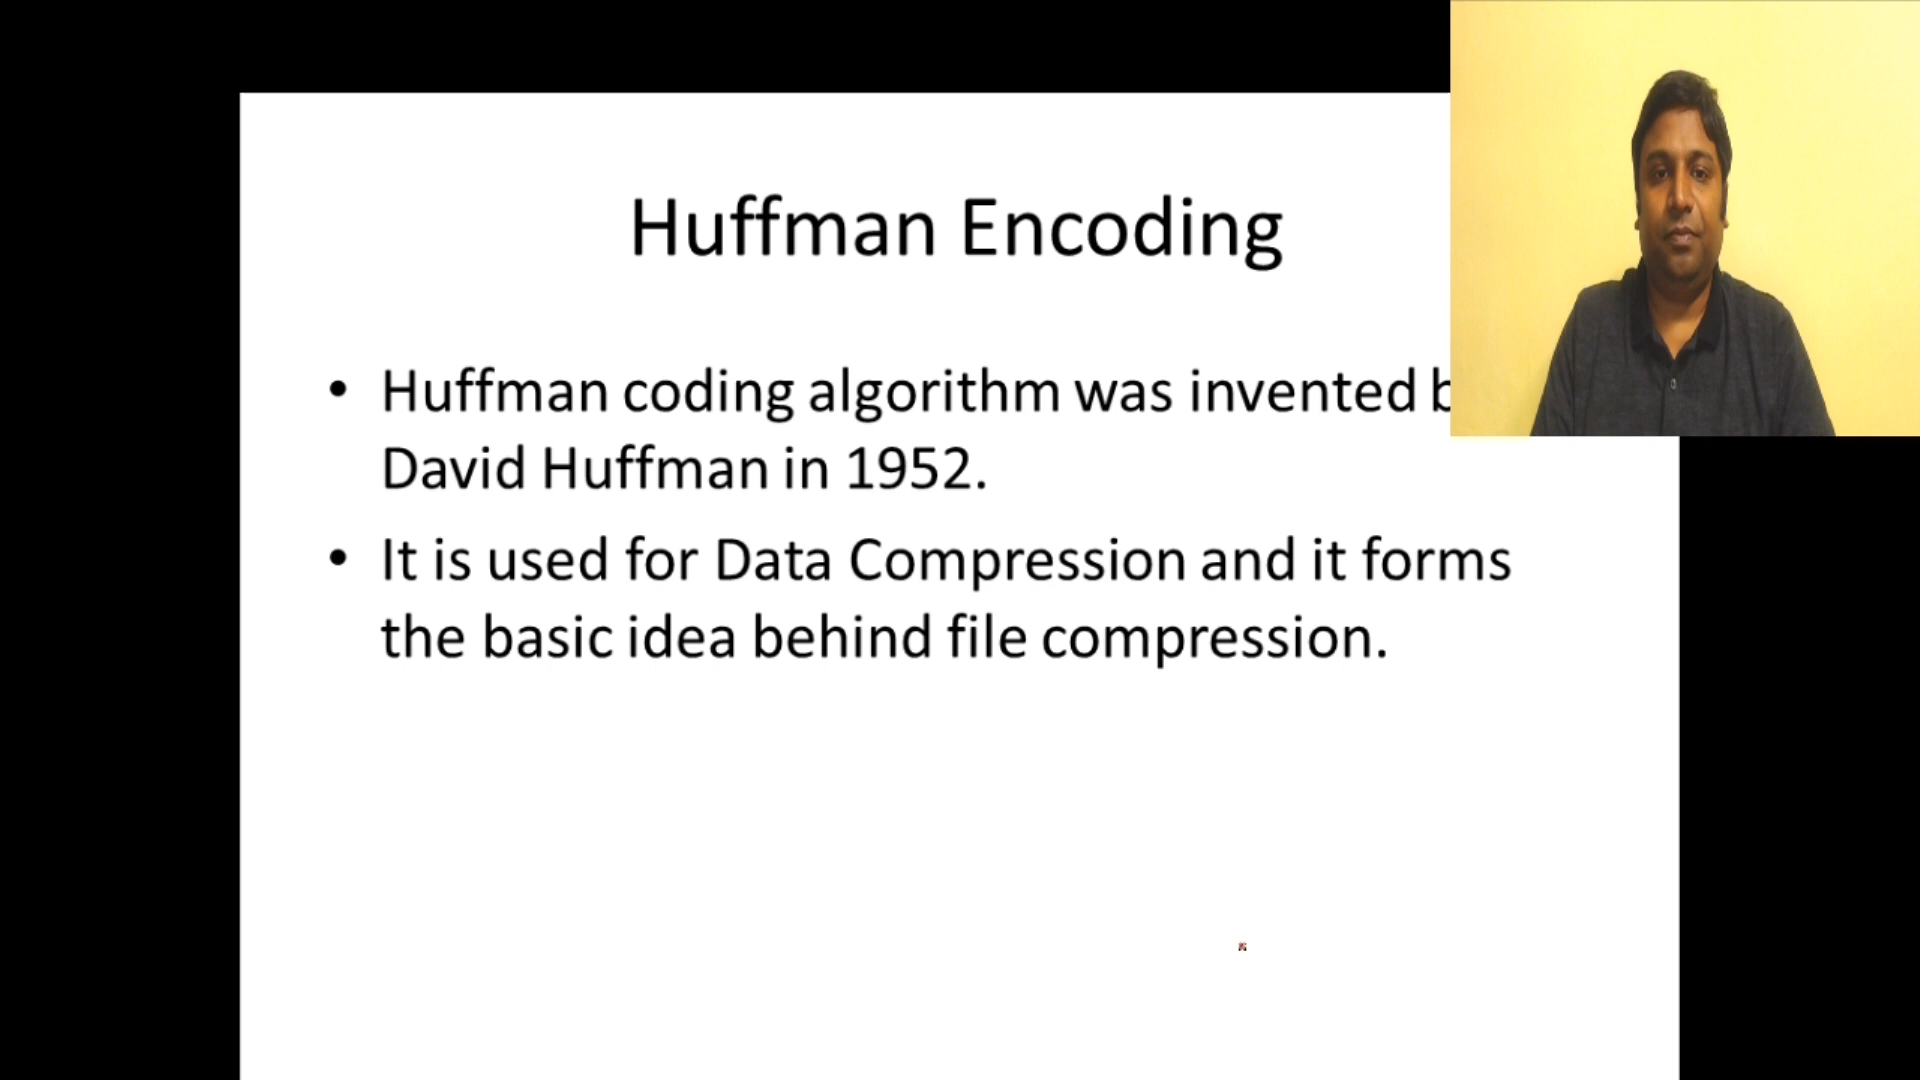 Huffman Encoding
• Huffman coding algorithm was invented
David Huffman in 1952.
• It is used for Data Compression and it forms
the basic idea behind file compression.